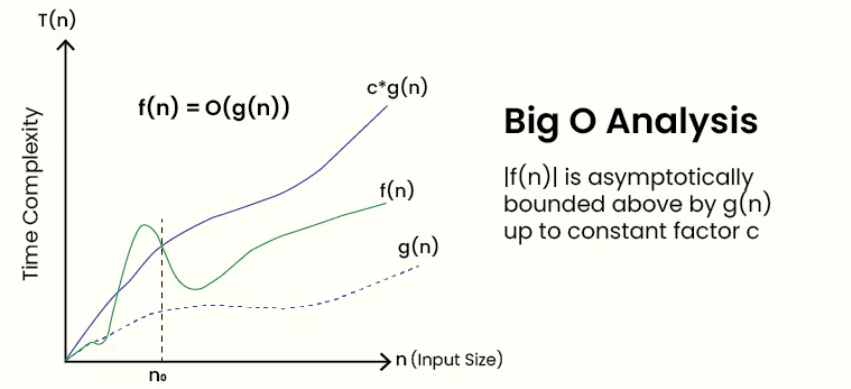 T(n)
Time Complexity
f(n) = O(g(n))
c*g(n)
f(n)
g(n)
n (Input Size)
n₀
Big O Analysis
|f(n)| is asymptotically
bounded above by g(n)
up to constant factor c